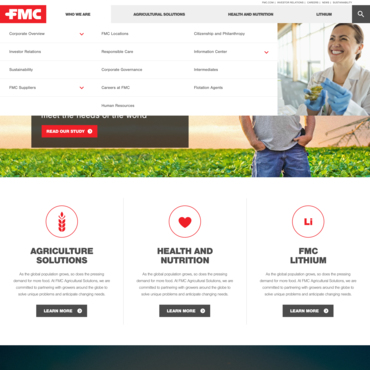 FMC.COM | INVESTOR RELATIONS | CAREERS | NEWS | SUSTAINABILITY
FMC
WHO WE ARE
AGRICULTURAL SOLUTIONS
HEALTH AND NUTRITION
LITHIUM
Corporate Overview
FMC Locations
Citizenship and Philanthropy
Investor Relations
Responsible Care
Information Center
Sustainability
Corporate Governance
Intermediates
FMC Suppliers
Careers at FMC
Flotation Agents
Human Resources
meet the needs of the world
READ OUR STUDY
Li
AGRICULTURE
SOLUTIONS
HEALTH AND
NUTRITION
FMC
LITHIUM
As the global population grows, so does the pressing
demand for more food. At FMC Agricultural Solutions, we are
committed to partnering with growers around the globe to
solve unique problems and anticipate changing needs.
As the global population grows, so does the pressing
demand for more food. At FMC Agricultural Solutions, we are
committed to partnering with growers around the globe to
solve unique problems and anticipate changing needs.
As the global population grows, so does the pressing
demand for more food. At FMC Agricultural Solutions, we are
committed to partnering with growers around the globe to
solve unique problems and anticipate changing needs.
LEARN MORE
LEARN MORE
LEARN MORE